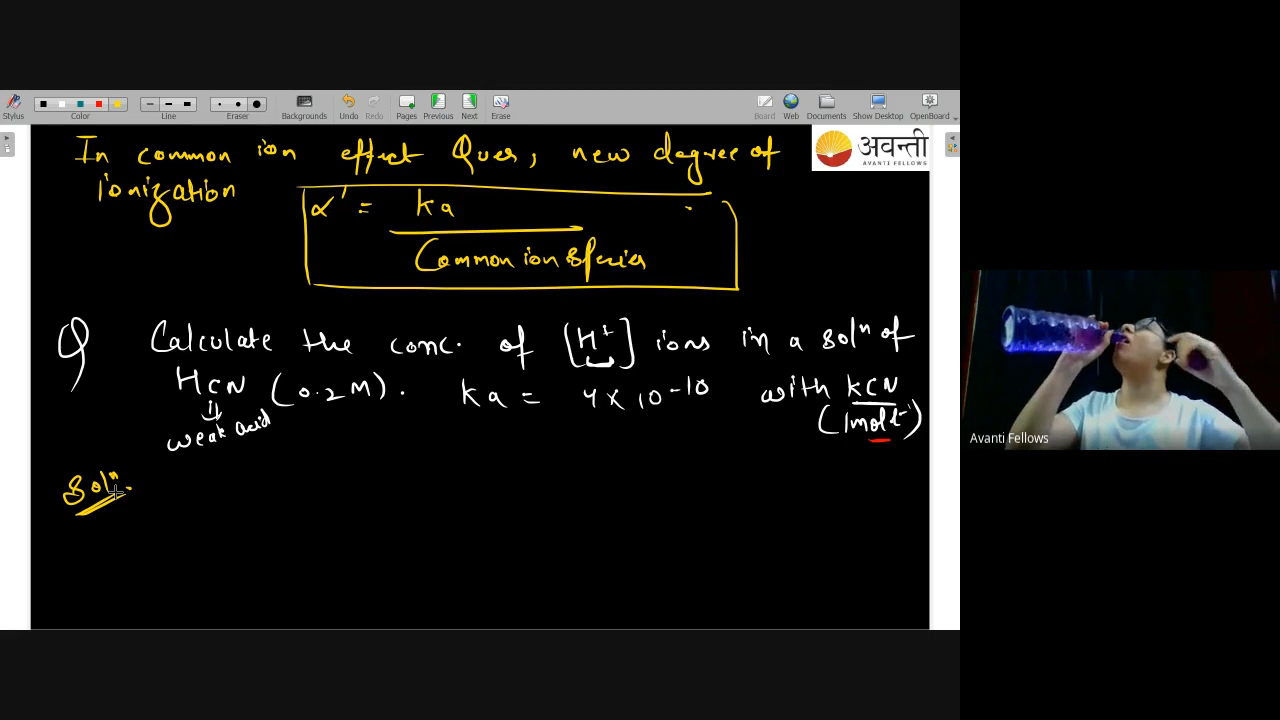 Stylus
Color
Line
Eraser
Backgrounds
Undo
Redo
Pages
Previous
Next
Erase
Board
Web
Documents
Show Desktop
OpenBoard
अवन्ती
AVANTI FELLOWS
In common ion effect Ques, new degree of
ionization
α' = ka
Common ion species
Q Calculate the conc. of [H+] ions in a solⁿ of
HCN (0.2M). ka = 4 x 10-10 with KCN
weak acid
(1mol L-1)
Solⁿ.
Avanti Fellows